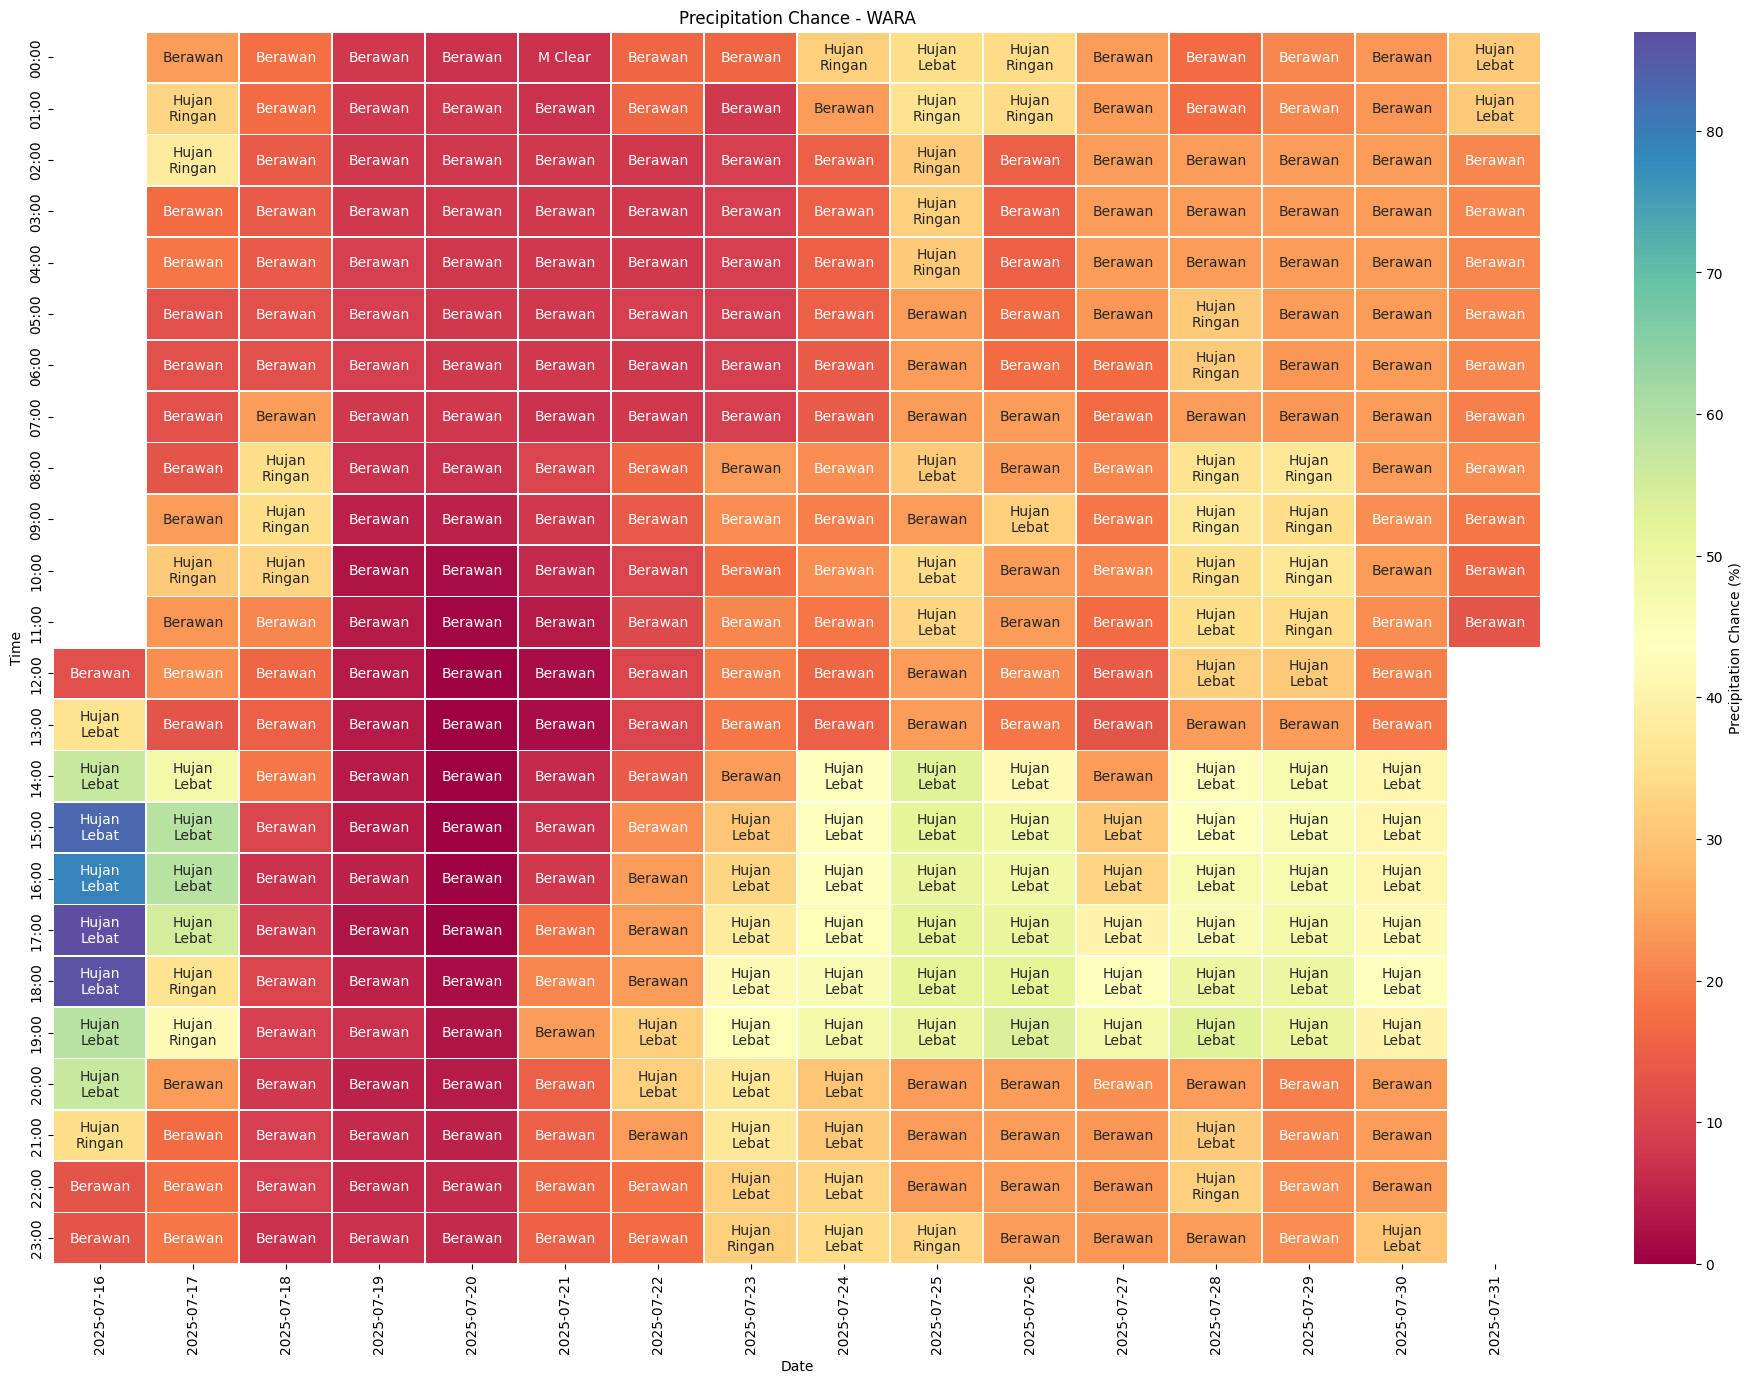 Precipitation Chance - WARA
00:00 Berawan Berawan Berawan Berawan M Clear Berawan Berawan Hujan Ringan Hujan Lebat Hujan Ringan Berawan Berawan Berawan Berawan Hujan Lebat
01:00 Hujan Ringan Berawan Berawan Berawan Berawan Berawan Berawan Berawan Hujan Ringan Hujan Ringan Berawan Berawan Berawan Berawan Hujan Lebat
02:00 Hujan Ringan Berawan Berawan Berawan Berawan Berawan Berawan Berawan Hujan Ringan Berawan Berawan Berawan Berawan Berawan Berawan
03:00 Berawan Berawan Berawan Berawan Berawan Berawan Berawan Berawan Hujan Ringan Berawan Berawan Berawan Berawan Berawan Berawan
04:00 Berawan Berawan Berawan Berawan Berawan Berawan Berawan Berawan Hujan Ringan Berawan Berawan Berawan Berawan Berawan Berawan
05:00 Berawan Berawan Berawan Berawan Berawan Berawan Berawan Berawan Berawan Berawan Berawan Hujan Ringan Berawan Berawan Berawan
06:00 Berawan Berawan Berawan Berawan Berawan Berawan Berawan Berawan Berawan Berawan Berawan Hujan Ringan Berawan Berawan Berawan
07:00 Berawan Berawan Berawan Berawan Berawan Berawan Berawan Berawan Berawan Berawan Berawan Berawan Berawan Berawan Berawan
08:00 Berawan Hujan Ringan Berawan Berawan Berawan Berawan Berawan Berawan Hujan Lebat Berawan Berawan Hujan Ringan Hujan Ringan Berawan Berawan
09:00 Berawan Hujan Ringan Berawan Berawan Berawan Berawan Berawan Berawan Berawan Hujan Lebat Berawan Hujan Ringan Hujan Ringan Berawan Berawan
10:00 Hujan Ringan Hujan Ringan Berawan Berawan Berawan Berawan Berawan Berawan Hujan Lebat Berawan Berawan Hujan Ringan Hujan Ringan Berawan Berawan
11:00 Berawan Berawan Berawan Berawan Berawan Berawan Berawan Berawan Hujan Lebat Berawan Berawan Hujan Lebat Hujan Ringan Berawan Berawan
12:00 Berawan Berawan Berawan Berawan Berawan Berawan Berawan Berawan Berawan Berawan Berawan Berawan Hujan Lebat Hujan Lebat Berawan
13:00 Hujan Lebat Berawan Berawan Berawan Berawan Berawan Berawan Berawan Berawan Berawan Berawan Berawan Berawan Berawan Berawan
14:00 Hujan Lebat Hujan Lebat Berawan Berawan Berawan Berawan Berawan Berawan Hujan Lebat Hujan Lebat Hujan Lebat Berawan Hujan Lebat Hujan Lebat Hujan Lebat
15:00 Hujan Lebat Hujan Lebat Berawan Berawan Berawan Berawan Berawan Hujan Lebat Hujan Lebat Hujan Lebat Hujan Lebat Hujan Lebat Hujan Lebat Hujan Lebat Hujan Lebat
16:00 Hujan Lebat Hujan Lebat Berawan Berawan Berawan Berawan Berawan Hujan Lebat Hujan Lebat Hujan Lebat Hujan Lebat Hujan Lebat Hujan Lebat Hujan Lebat Hujan Lebat
17:00 Hujan Lebat Hujan Lebat Berawan Berawan Berawan Berawan Berawan Hujan Lebat Hujan Lebat Hujan Lebat Hujan Lebat Hujan Lebat Hujan Lebat Hujan Lebat Hujan Lebat
18:00 Hujan Lebat Hujan Ringan Berawan Berawan Berawan Berawan Berawan Hujan Lebat Hujan Lebat Hujan Lebat Hujan Lebat Hujan Lebat Hujan Lebat Hujan Lebat Hujan Lebat
19:00 Hujan Lebat Hujan Ringan Berawan Berawan Berawan Berawan Hujan Lebat Hujan Lebat Hujan Lebat Hujan Lebat Hujan Lebat Hujan Lebat Hujan Lebat Hujan Lebat Hujan Lebat
20:00 Hujan Lebat Berawan Berawan Berawan Berawan Berawan Hujan Lebat Hujan Lebat Hujan Lebat Berawan Berawan Berawan Berawan Berawan Berawan
21:00 Hujan Ringan Berawan Berawan Berawan Berawan Berawan Berawan Hujan Lebat Hujan Lebat Berawan Berawan Berawan Hujan Lebat Berawan Berawan
22:00 Berawan Berawan Berawan Berawan Berawan Berawan Berawan Hujan Lebat Hujan Lebat Berawan Berawan Berawan Hujan Ringan Berawan Berawan
23:00 Berawan Berawan Berawan Berawan Berawan Berawan Berawan Hujan Ringan Hujan Lebat Hujan Ringan Berawan Berawan Berawan Berawan Hujan Lebat
Time
2025-07-16 2025-07-17 2025-07-18 2025-07-19 2025-07-20 2025-07-21 2025-07-22 2025-07-23 2025-07-24 2025-07-25 2025-07-26 2025-07-27 2025-07-28 2025-07-29 2025-07-30 2025-07-31
Date
80
70
60
50
40
30
20
10
0
Precipitation Chance (%)